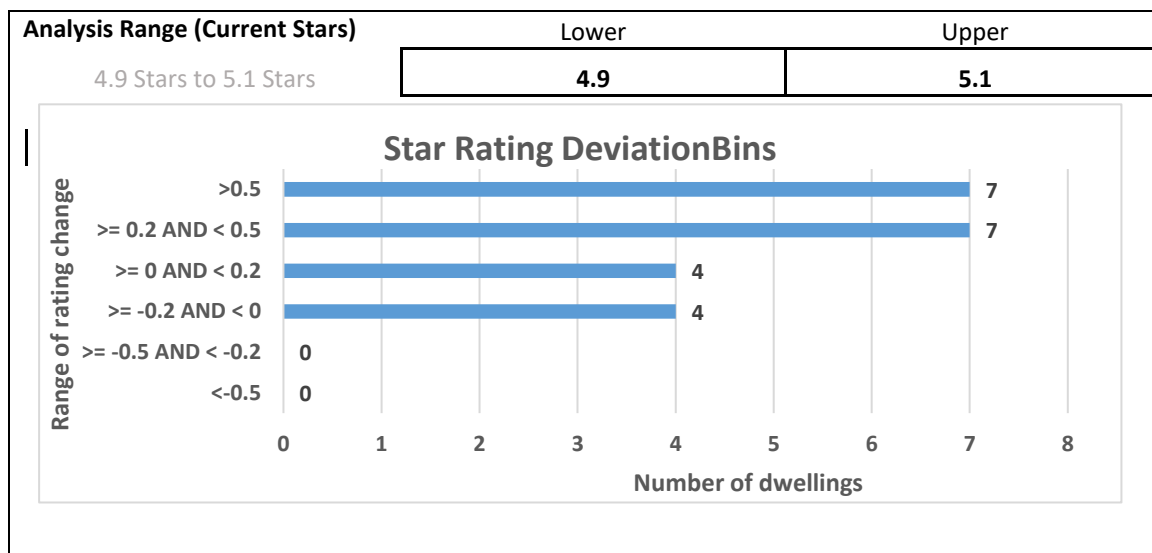 Analysis Range (Current Stars) Lower Upper
4.9 Stars to 5.1 Stars 4.9 5.1
Star Rating DeviationBins
Range of rating change
>0.5 7
>= 0.2 AND < 0.5 7
>= 0 AND < 0.2 4
>= -0.2 AND < 0 4
>= -0.5 AND < -0.2 0
<-0.5 0
0 1 2 3 4 5 6 7 8
Number of dwellings